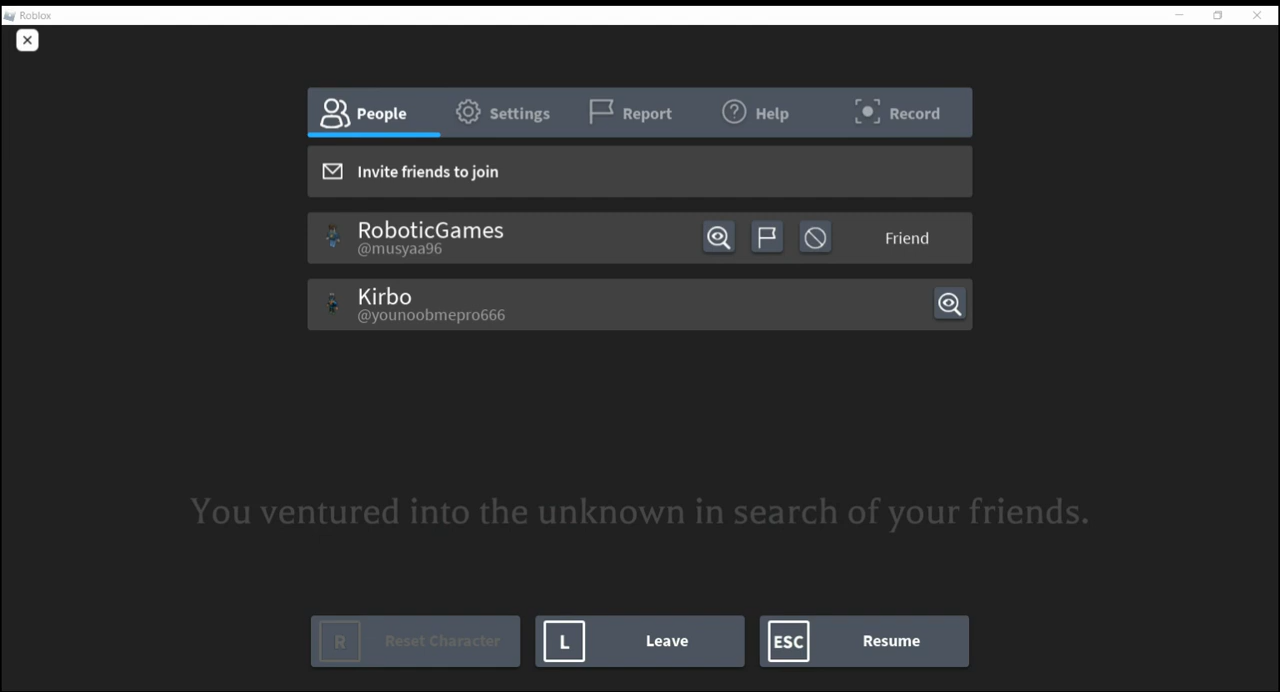 Roblox
People
Settings
Report
Help
Record
Invite friends to join
RoboticGames
@musyaa96
Friend
Kirbo
@younoobmepro666
You ventured into the unknown in search of your friends.
R
Reset Character
L
Leave
ESC
Resume